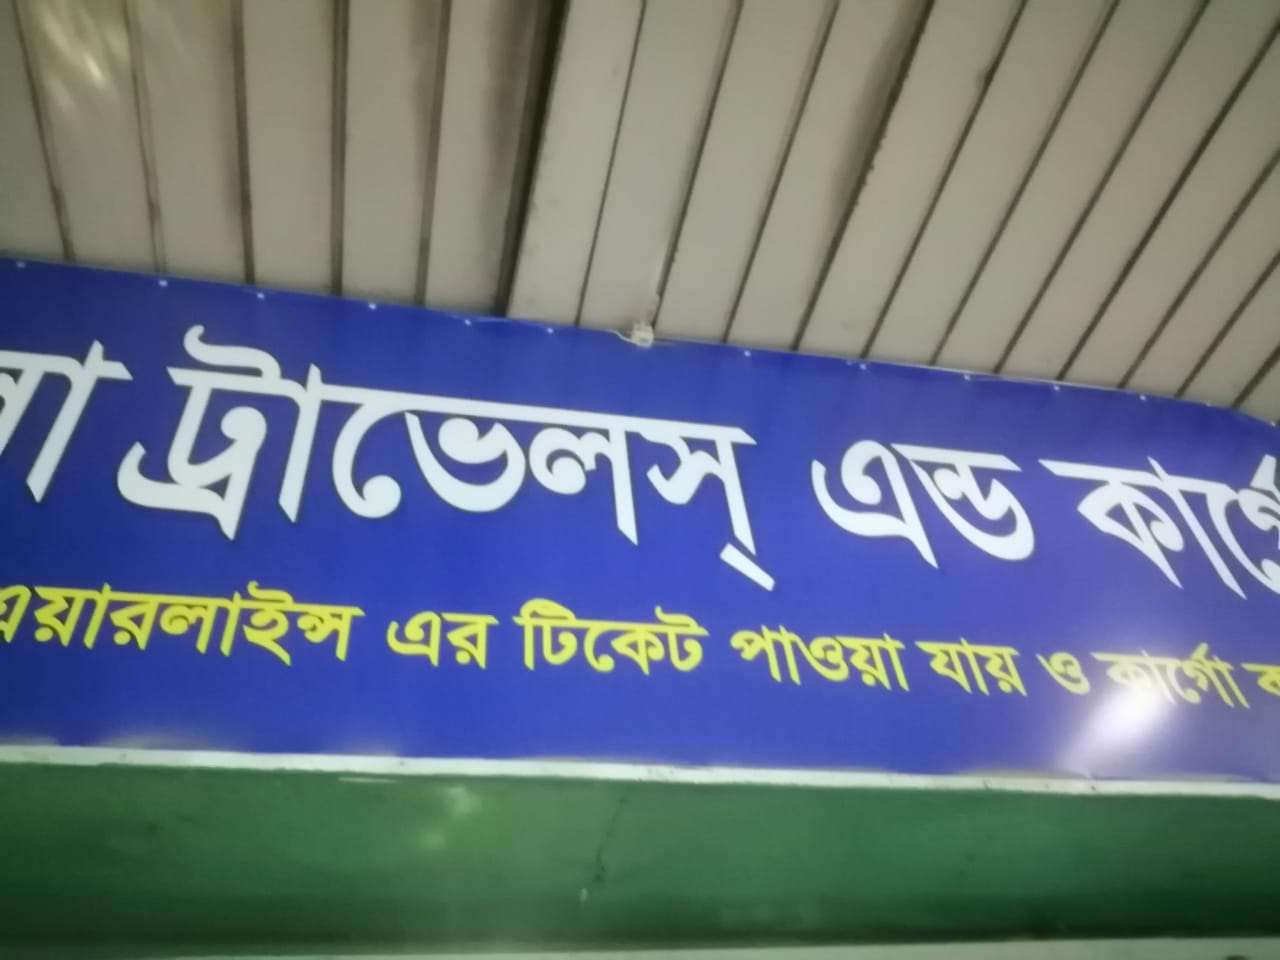 ট্রাভেলস্ এন্ড কার্গো
এয়ারলাইন্স এর টিকেট পাওয়া যায় ও কার্গো